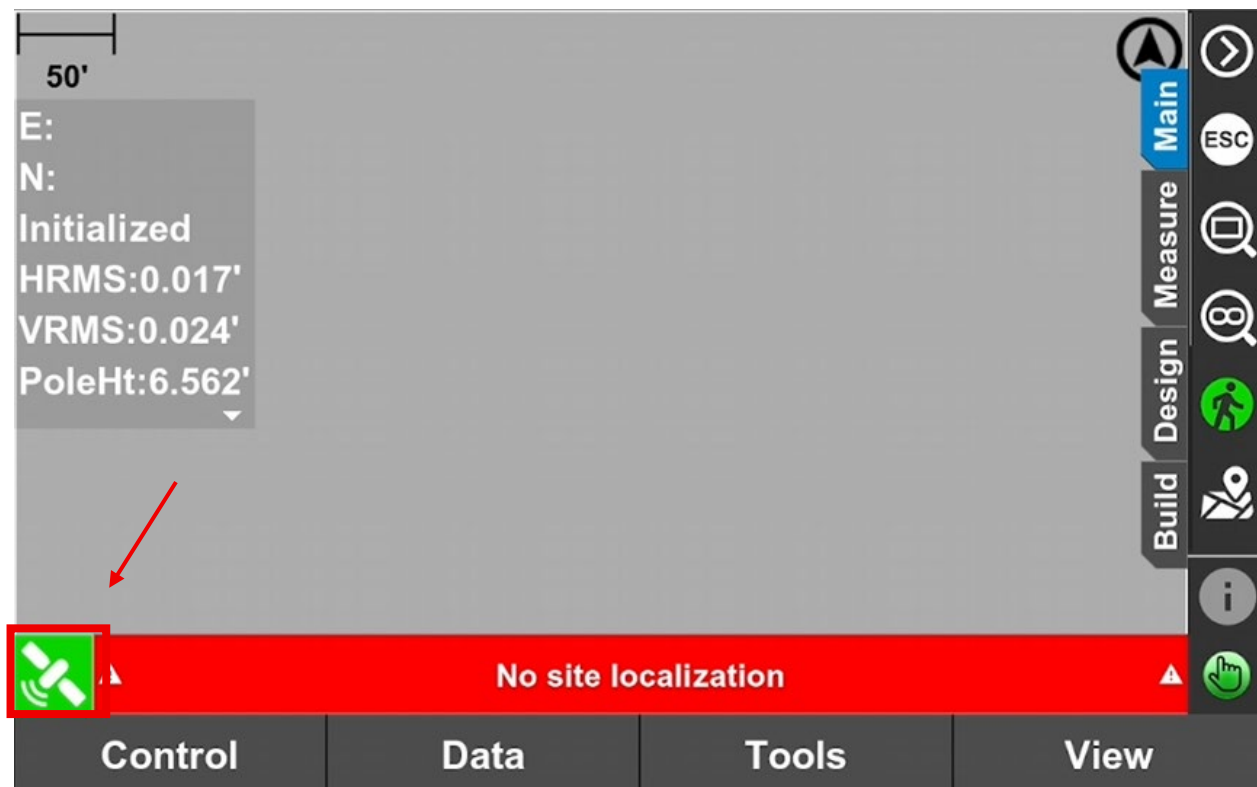 50'
E:
N:
Initialized
HRMS:0.017'
VRMS:0.024'
PoleHt:6.562'
Main
Measure
Design
Build
ESC
i
No site localization
Control
Data
Tools
View